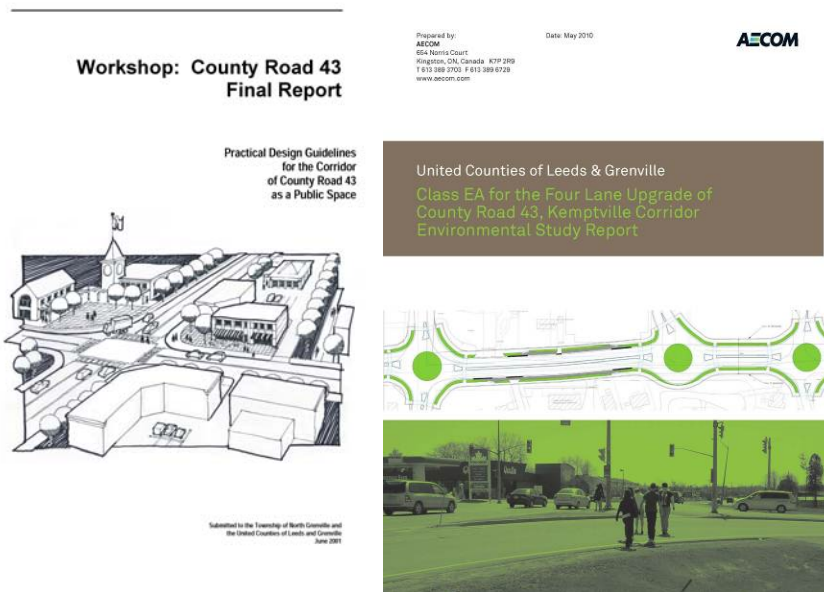 Workshop: County Road 43
Final Report
Practical Design Guidelines
for the Corridor
of County Road 43
as a Public Space
Submitted to the Township of North Grenville and
the United Counties of Leeds and Grenville
June 2001
Prepared by:
AECOM
654 Norris Court
Kingston, ON, Canada K7P 2R9
T 613 389 3703 F 613 389 6729
www.aecom.com
Date: May 2010
AECOM
United Counties of Leeds & Grenville
Class EA for the Four Lane Upgrade of
County Road 43, Kemptville Corridor
Environmental Study Report